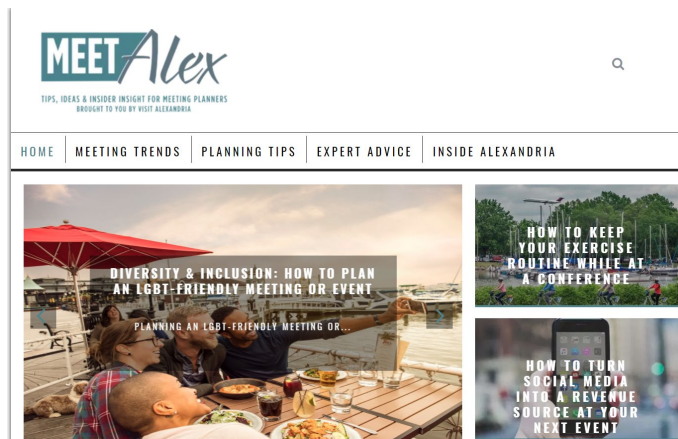 MEET Alex
TIPS, IDEAS & INSIDER INSIGHT FOR MEETING PLANNERS
BROUGHT TO YOU BY VISIT ALEXANDRIA
HOME
MEETING TRENDS
PLANNING TIPS
EXPERT ADVICE
INSIDE ALEXANDRIA
DIVERSITY & INCLUSION: HOW TO PLAN
AN LGBT-FRIENDLY MEETING OR EVENT
PLANNING AN LGBT-FRIENDLY MEETING OR...
HOW TO KEEP
YOUR EXERCISE
ROUTINE WHILE AT
A CONFERENCE
HOW TO TURN
SOCIAL MEDIA
INTO A REVENUE
SOURCE AT YOUR
NEXT EVENT